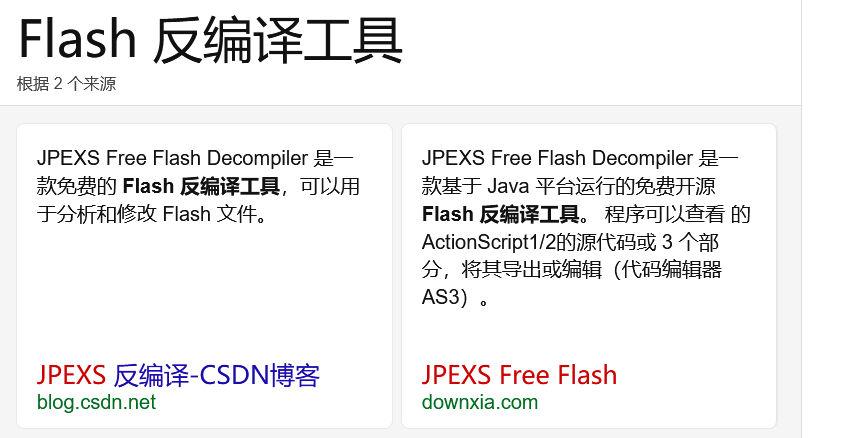 Flash 反编译工具
根据 2 个来源
JPEXS Free Flash Decompiler 是一
款免费的 Flash 反编译工具，可以用
于分析和修改 Flash 文件。
JPEXS 反编译-CSDN博客
blog.csdn.net
JPEXS Free Flash Decompiler 是一
款基于 Java 平台运行的免费开源
Flash 反编译工具。 程序可以查看 的
ActionScript1/2的源代码或 3 个部
分，将其导出或编辑（代码编辑器
AS3）。
JPEXS Free Flash
downxia.com